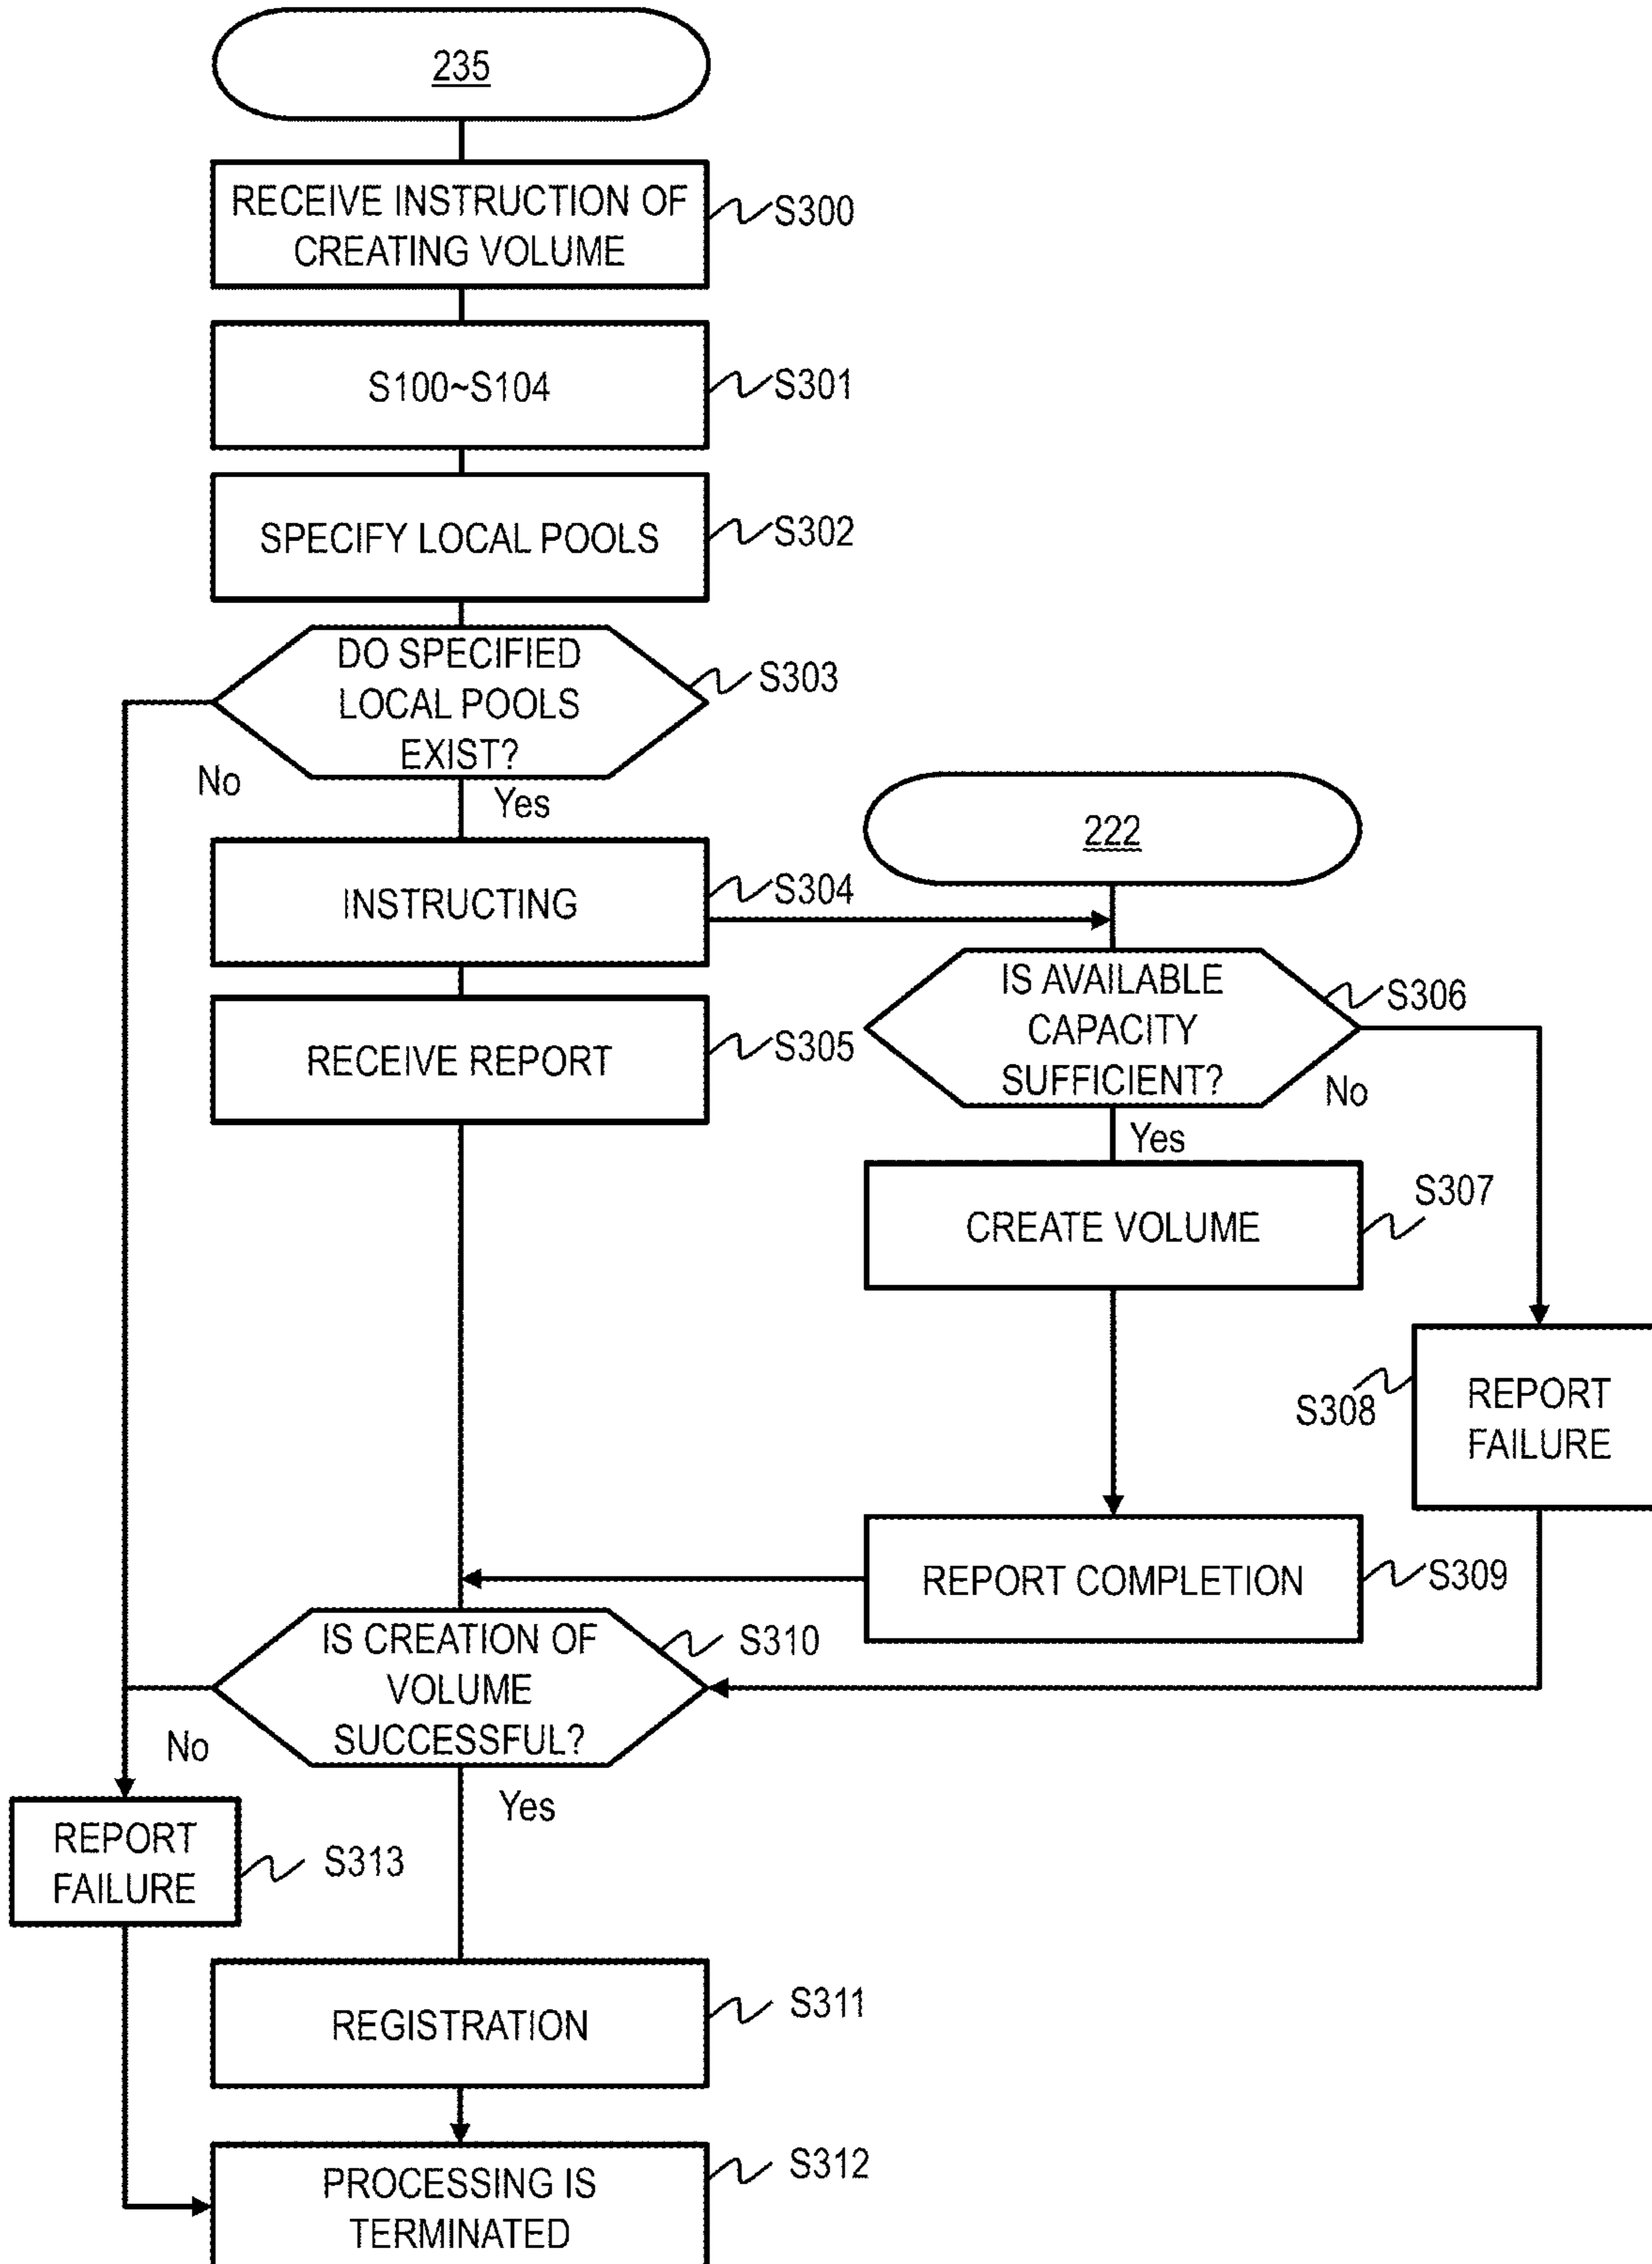 235
RECEIVE INSTRUCTION OF
CREATING VOLUME
S300
S100~S104
S301
SPECIFY LOCAL POOLS
S302
DO SPECIFIED
LOCAL POOLS
EXIST?
S303
No
Yes
222
INSTRUCTING
S304
IS AVAILABLE
CAPACITY
SUFFICIENT?
S306
RECEIVE REPORT
S305
No
Yes
CREATE VOLUME
S307
S308
REPORT
FAILURE
REPORT COMPLETION
S309
IS CREATION OF
VOLUME
SUCCESSFUL?
S310
No
Yes
REPORT
FAILURE
S313
REGISTRATION
S311
PROCESSING IS
TERMINATED
S312